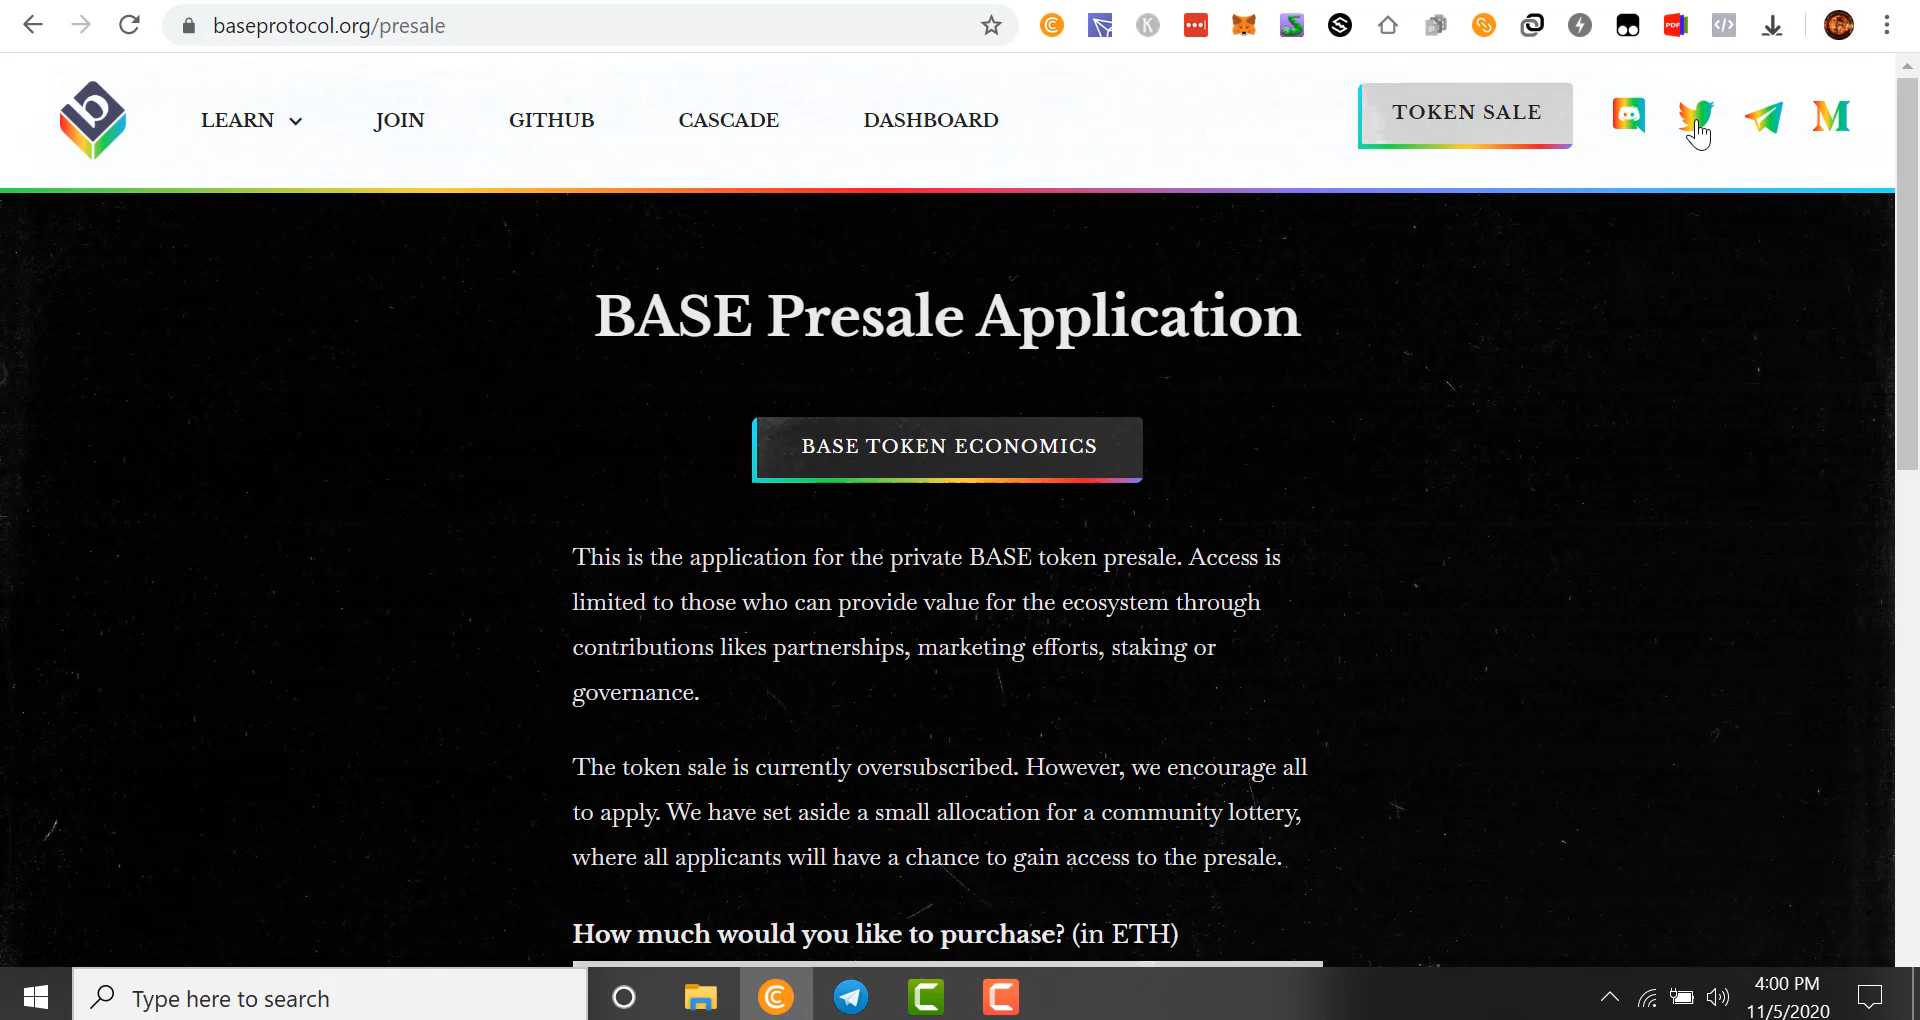 baseprotocol.org/presale
PDF
LEARN JOIN GITHUB CASCADE DASHBOARD TOKEN SALE M
BASE Presale Application
BASE TOKEN ECONOMICS
This is the application for the private BASE token presale. Access is
limited to those who can provide value for the ecosystem through
contributions likes partnerships, marketing efforts, staking or
governance.
The token sale is currently oversubscribed. However, we encourage all
to apply. We have set aside a small allocation for a community lottery,
where all applicants will have a chance to gain access to the presale.
How much would you like to purchase? (in ETH)
Type here to search
4:00 PM
11/5/2020